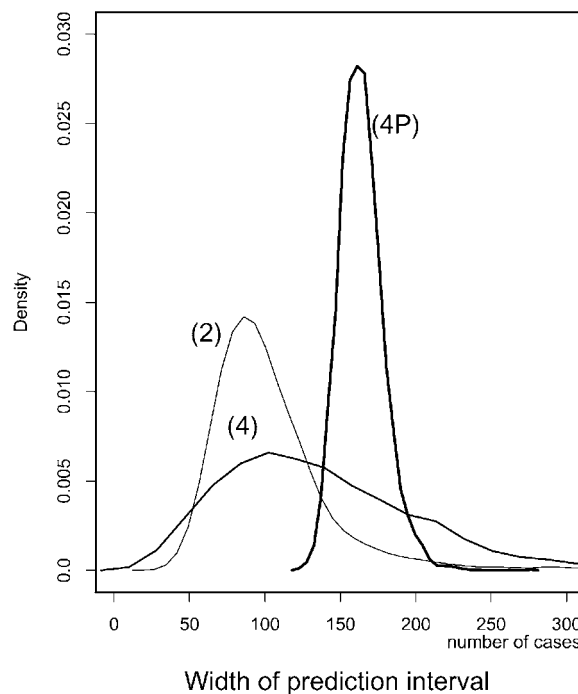 0.030
0.025
(4P)
0.020
Density
0.015
(2)
0.010
(4)
0.005
0.0
0 50 100 150 200 250 300
number of cases
Width of prediction interval